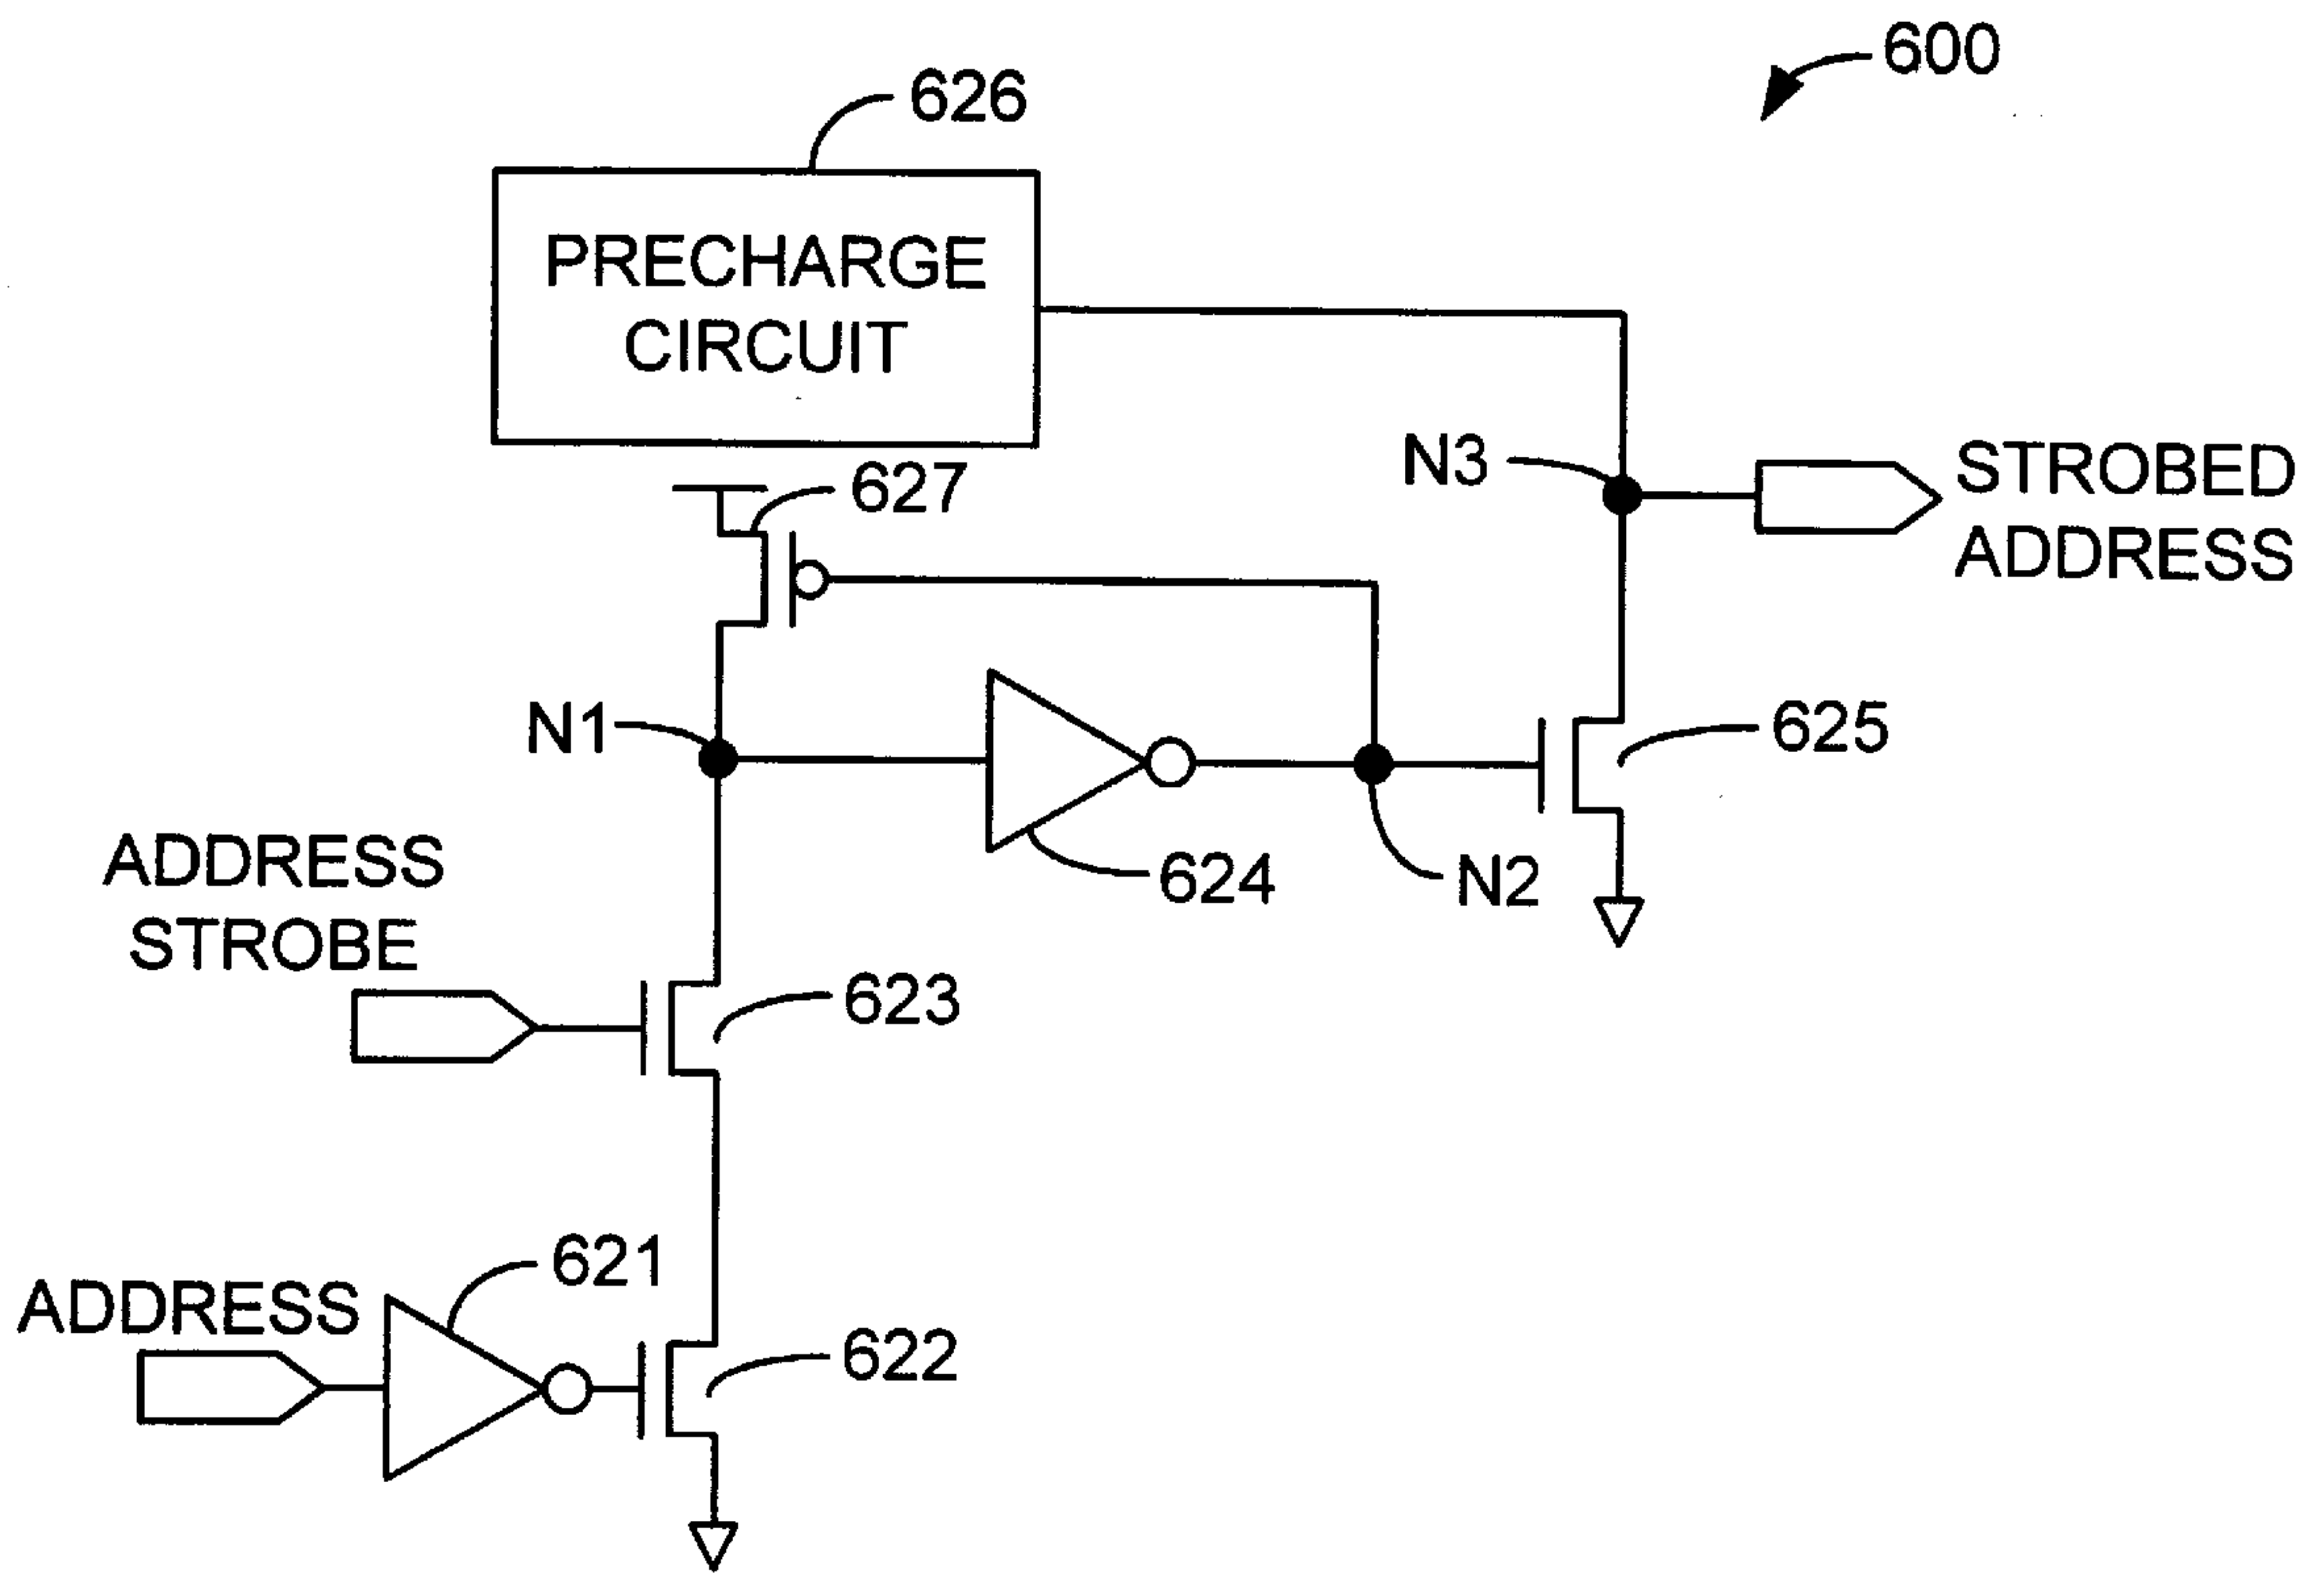 600
626
PRECHARGE
CIRCUIT
627
N3
STROBED
ADDRESS
N1
625
624
N2
ADDRESS
STROBE
623
621
ADDRESS
622